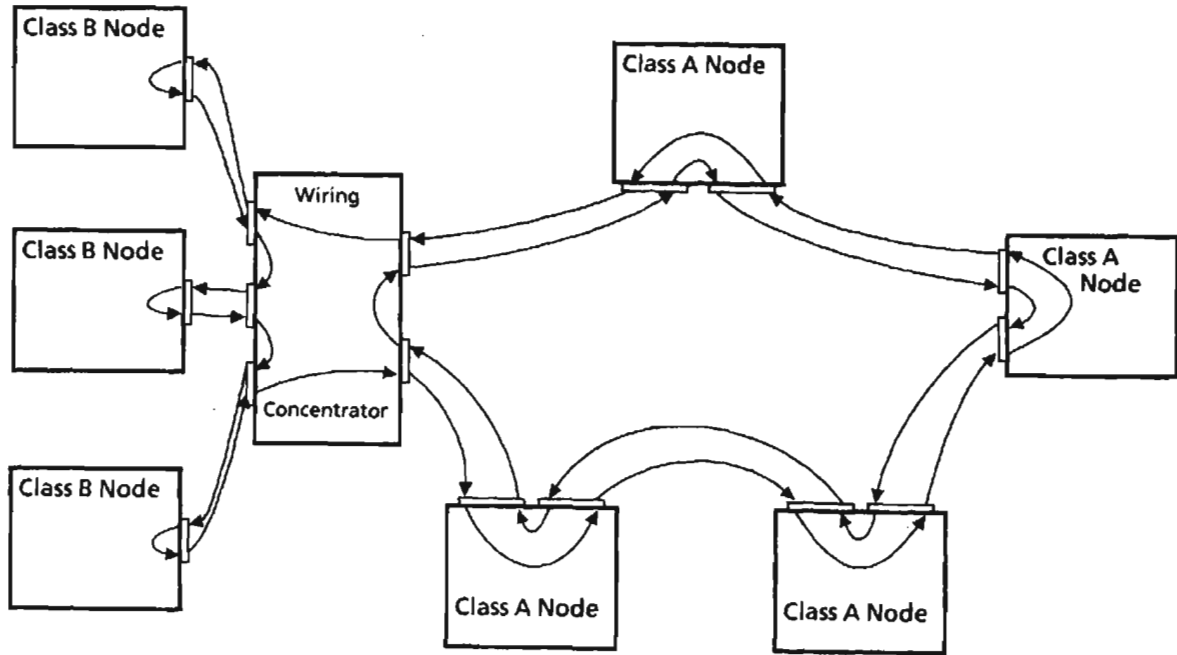 Class B Node
Class A Node
Wiring
Class B Node
Class A
Node
Concentrator
Class B Node
Class A Node
Class A Node